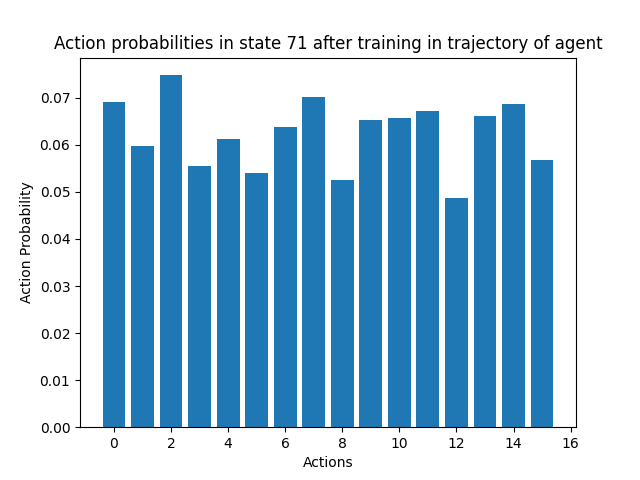 Action probabilities in state 71 after training in trajectory of agent
0.07
0.06
0.05
0.04
0.03
0.02
0.01
0.00
Action Probability
0 2 4 6 8 10 12 14 16
Actions